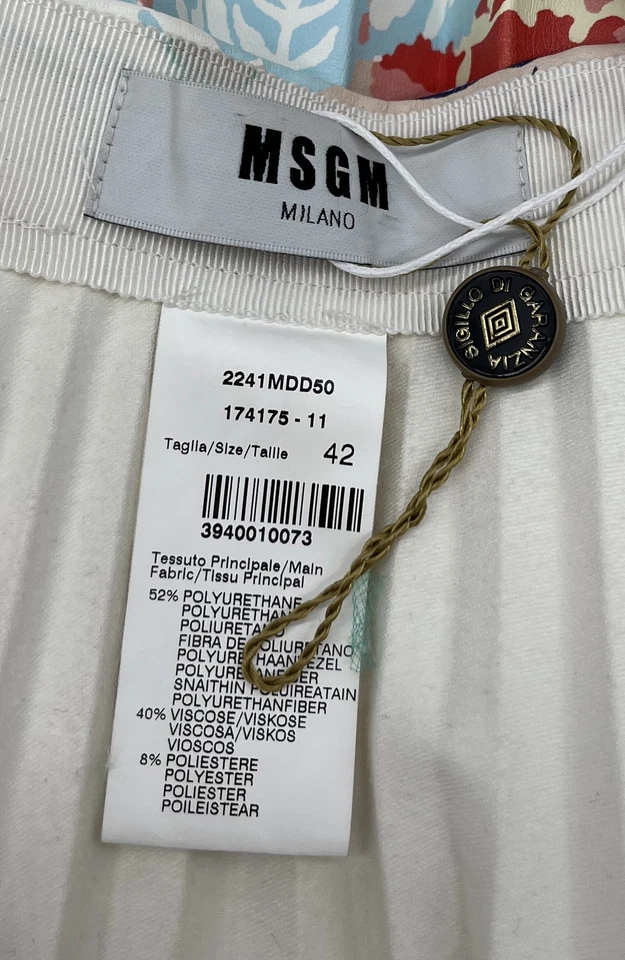 MSGM
MILANO
SIGILLO DI GARANZIA
2241MDD50
174175 - 11
Taglia/Size/Taille 42
3940010073
Tessuto Principale/Main
Fabric/Tissu Principal
52% POLYURETHANE
POLYURETHAN
POLIURETANO
FIBRA DE POLIURETANO
POLYURETHAANVEZEL
SNAITHIN POLUIREATAIN
POLYURETHANFIBER
40% VISCOSE/VISKOSE
VISCOSA/VISKOS
VIOSCOS
8% POLIESTERE
POLYESTER
POLIESTER
POILEISTEAR